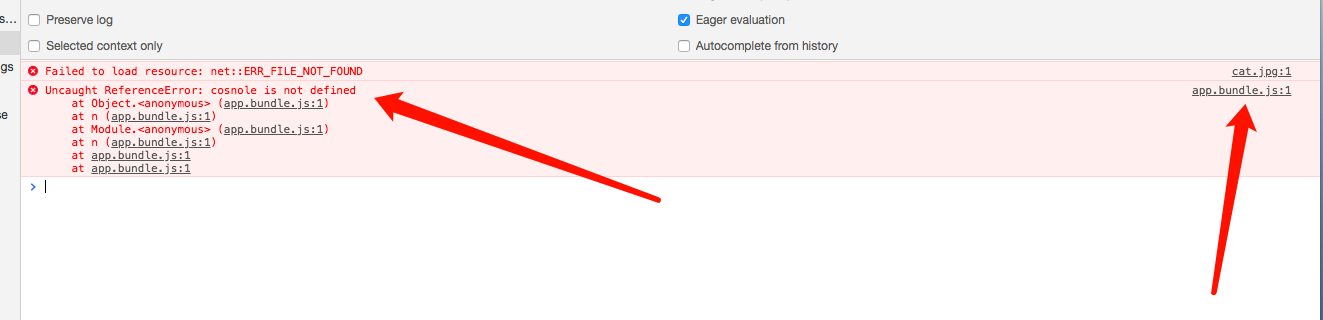 s...
Preserve log
Eager evaluation
Selected context only
Autocomplete from history
gs
Failed to load resource: net::ERR_FILE_NOT_FOUND cat.jpg:1
Uncaught ReferenceError: cosnole is not defined app.bundle.js:1
at Object.<anonymous> (app.bundle.js:1)
se
at n (app.bundle.js:1)
at Module.<anonymous> (app.bundle.js:1)
at n (app.bundle.js:1)
at app.bundle.js:1
at app.bundle.js:1
>